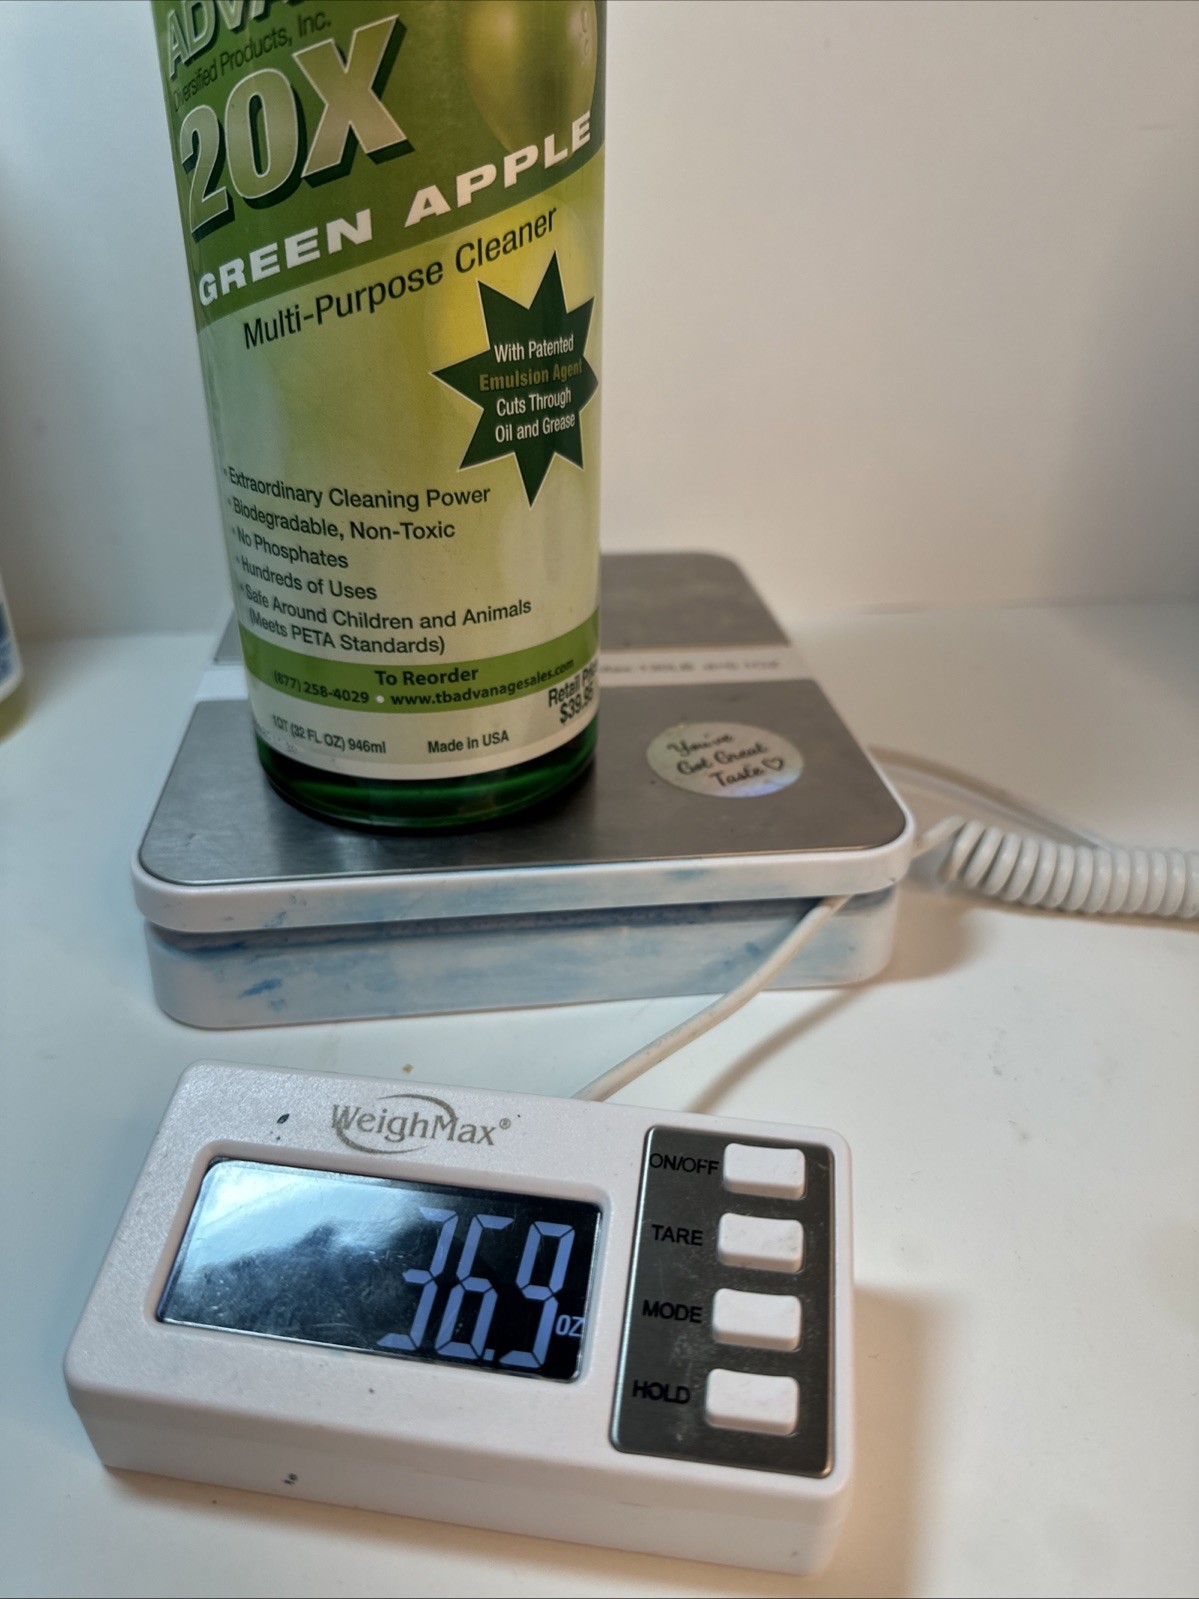 Diversified Products, Inc.
20X
GREEN APPLE
Multi-Purpose Cleaner
With Patented
Emulsion Agent
Cuts Through
Oil and Grease
Extraordinary Cleaning Power
Biodegradable, Non-Toxic
No Phosphates
Hundreds of Uses
Safe Around Children and Animals
(Meets PETA Standards)
To Reorder
(877) 258-4029 • www.tbadvanagesales.com
Retail
$39.95
1QT (32 FL OZ) 946ml
Made in USA
You've
Got Great
Taste♡
WeighMax®
36.9 OZ
ON/OFF
TARE
MODE
HOLD